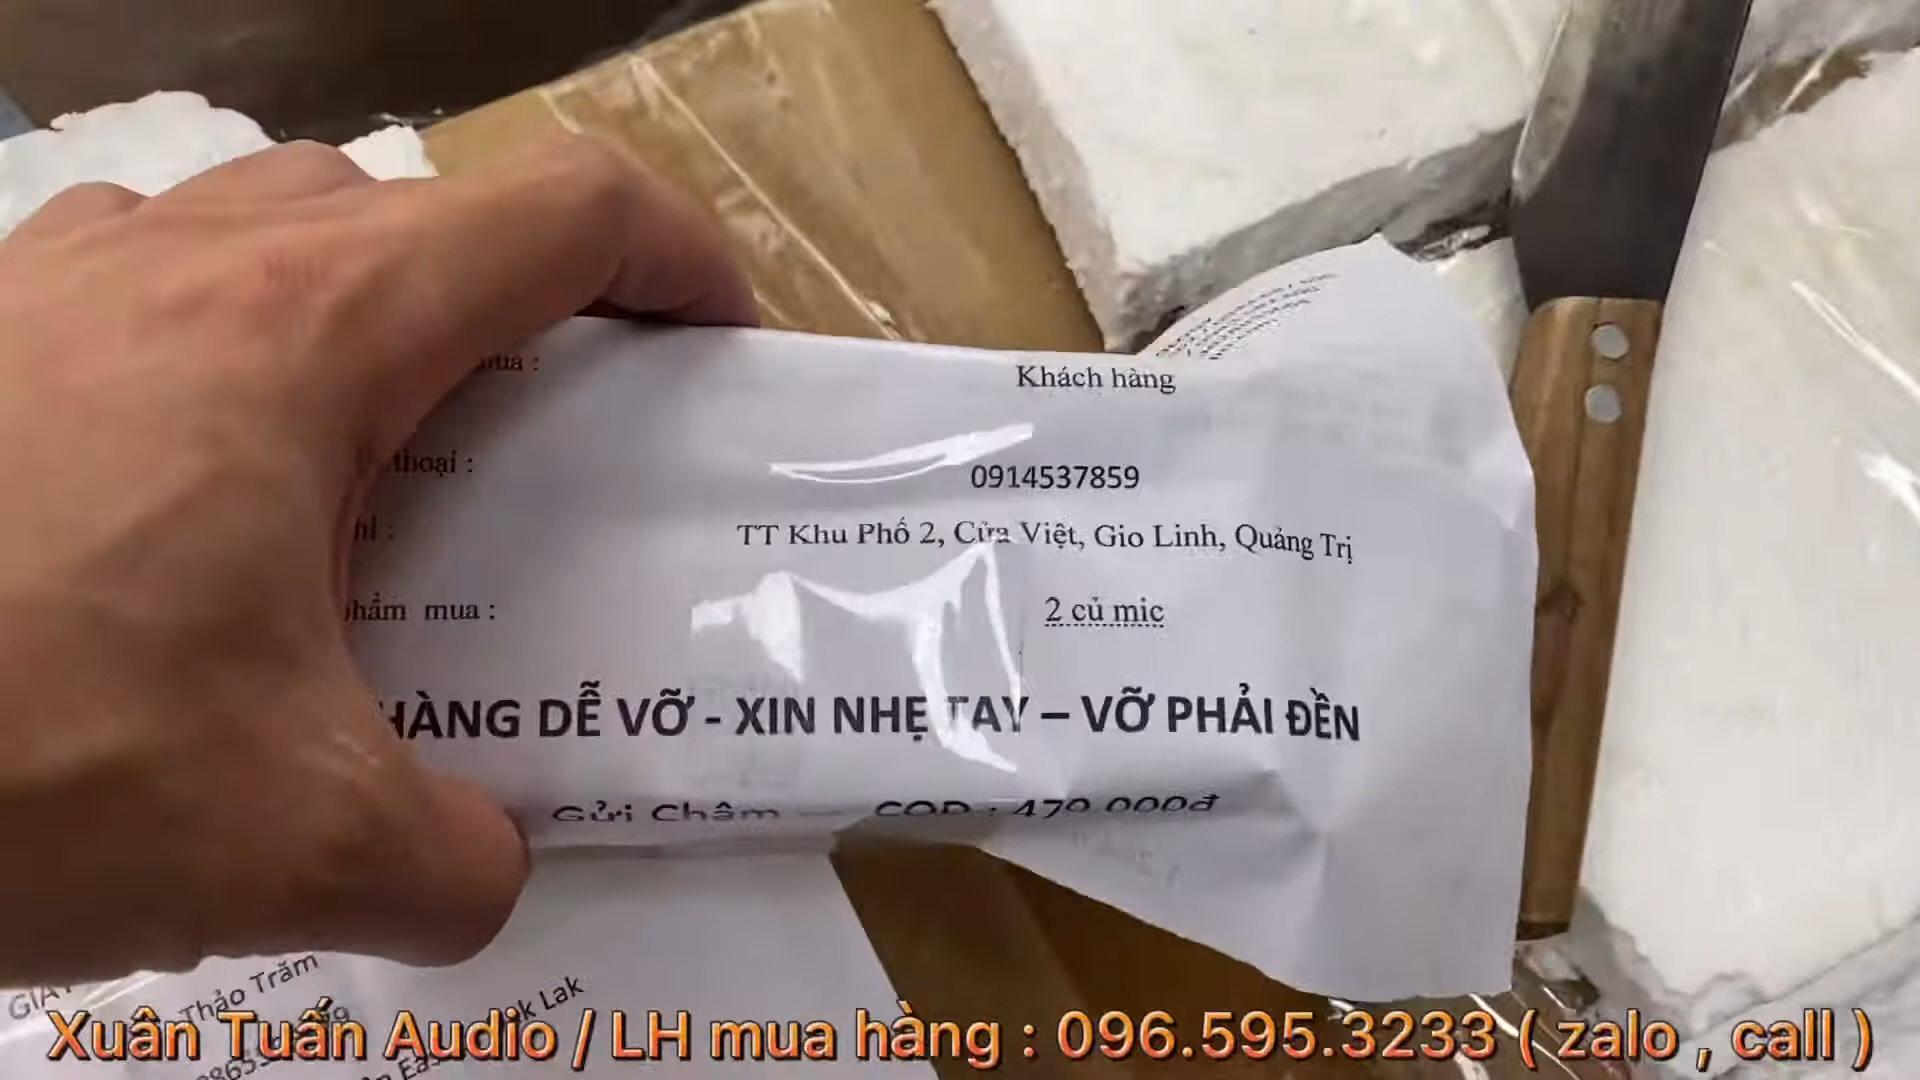 mua :
Khách hàng
thoại :
0914537859
TT Khu Phố 2, Cửa Việt, Gio Linh, Quảng Trị
phẩm mua :
2 củ mic
HÀNG DỄ VỠ - XIN NHẸ TAY – VỠ PHẢI ĐỀN
Gửi Chậm — COD : 479.000đ
Thảo Trăm
Lak
Xuân Tuấn Audio / LH mua hàng : 096.595.3233 ( zalo , call )